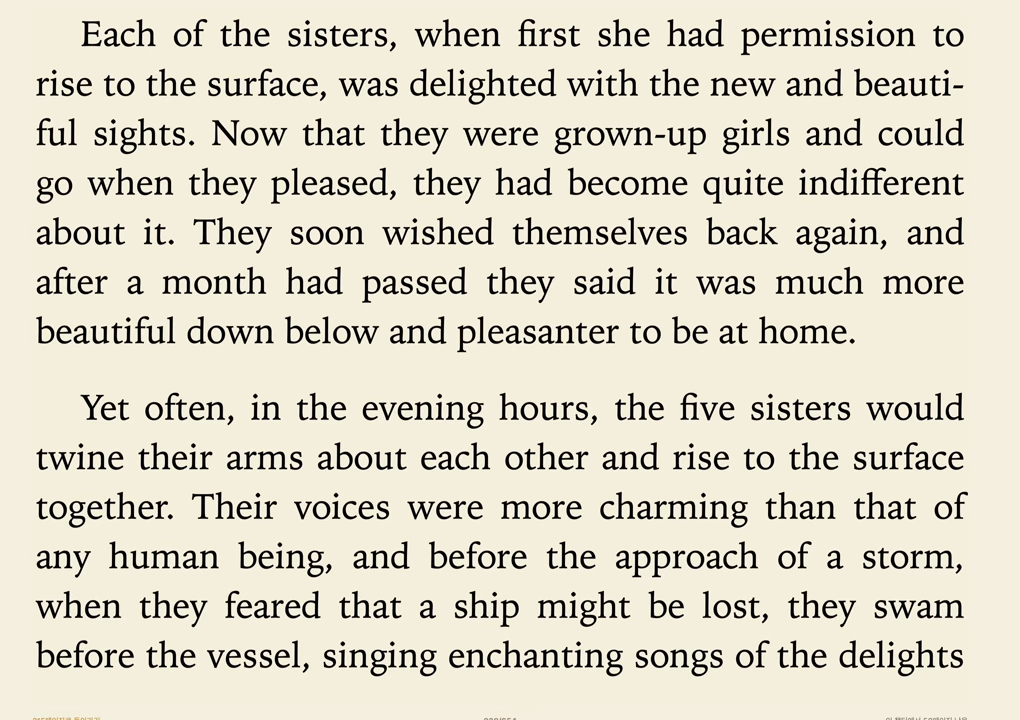 Each of the sisters, when first she had permission to
rise to the surface, was delighted with the new and beauti-
ful sights. Now that they were grown-up girls and could
go when they pleased, they had become quite indifferent
about it. They soon wished themselves back again, and
after a month had passed they said it was much more
beautiful down below and pleasanter to be at home.
Yet often, in the evening hours, the five sisters would
twine their arms about each other and rise to the surface
together. Their voices were more charming than that of
any human being, and before the approach of a storm,
when they feared that a ship might be lost, they swam
before the vessel, singing enchanting songs of the delights